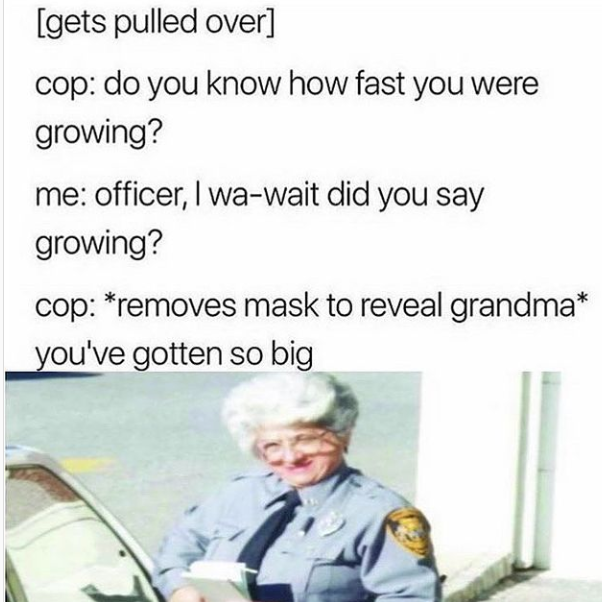 [gets pulled over]
cop: do you know how fast you were
growing?
me: officer, I wa-wait did you say
growing?
cop: *removes mask to reveal grandma*
you've gotten so big